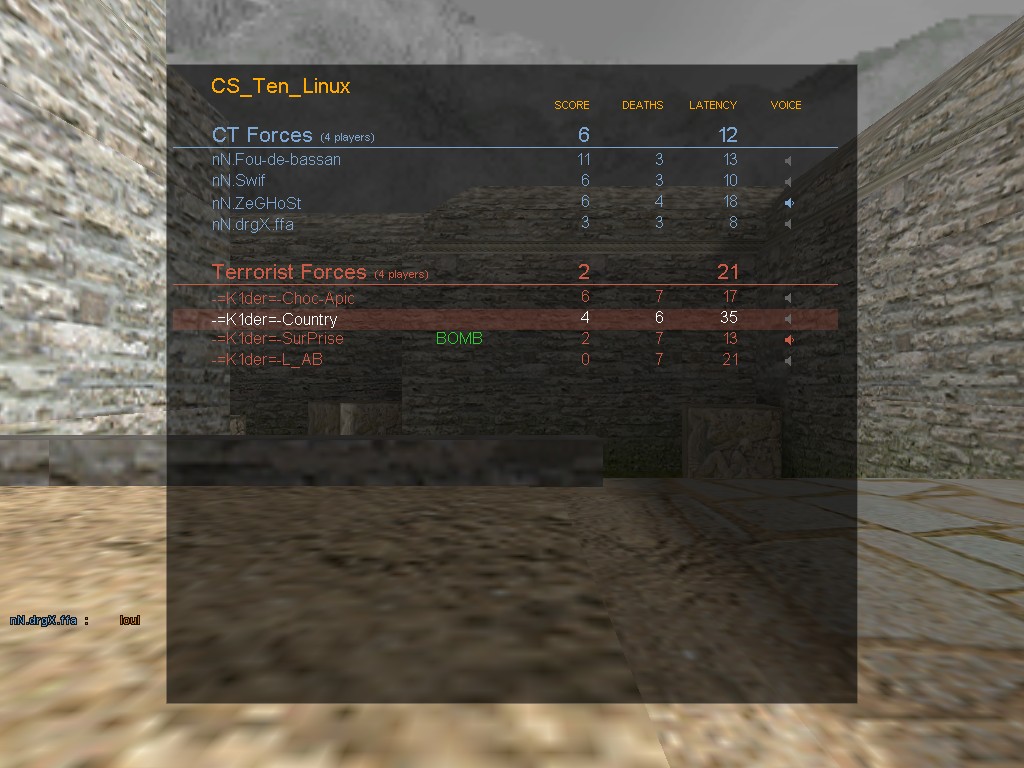 CS_Ten_Linux
SCORE DEATHS LATENCY VOICE
CT Forces (4 players) 6 12
nN.Fou-de-bassan 11 3 13
nN.Swif 6 3 10
nN.ZeGHoSt 6 4 18
nN.drgX.ffa 3 3 8
Terrorist Forces (4 players) 2 21
-=K1der=-Choc-Apic 6 7 17
-=K1der=-Country 4 6 35
-=K1der=-SurPrise BOMB 2 7 13
-=K1der=-L_AB 0 7 21
nN.drgX.ffa : loul